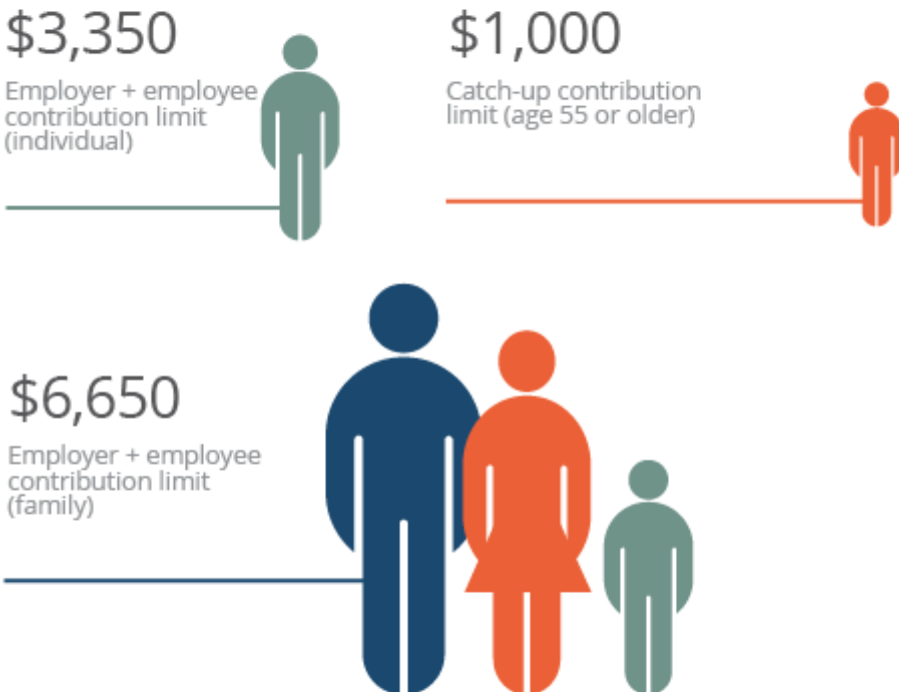 $3,350
Employer + employee
contribution limit
(individual)
$1,000
Catch-up contribution
limit (age 55 or older)
$6,650
Employer + employee
contribution limit
(family)